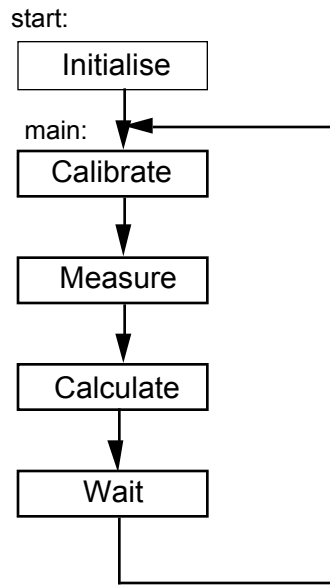 start:
Initialise
main:
Calibrate
Measure
Calculate
Wait